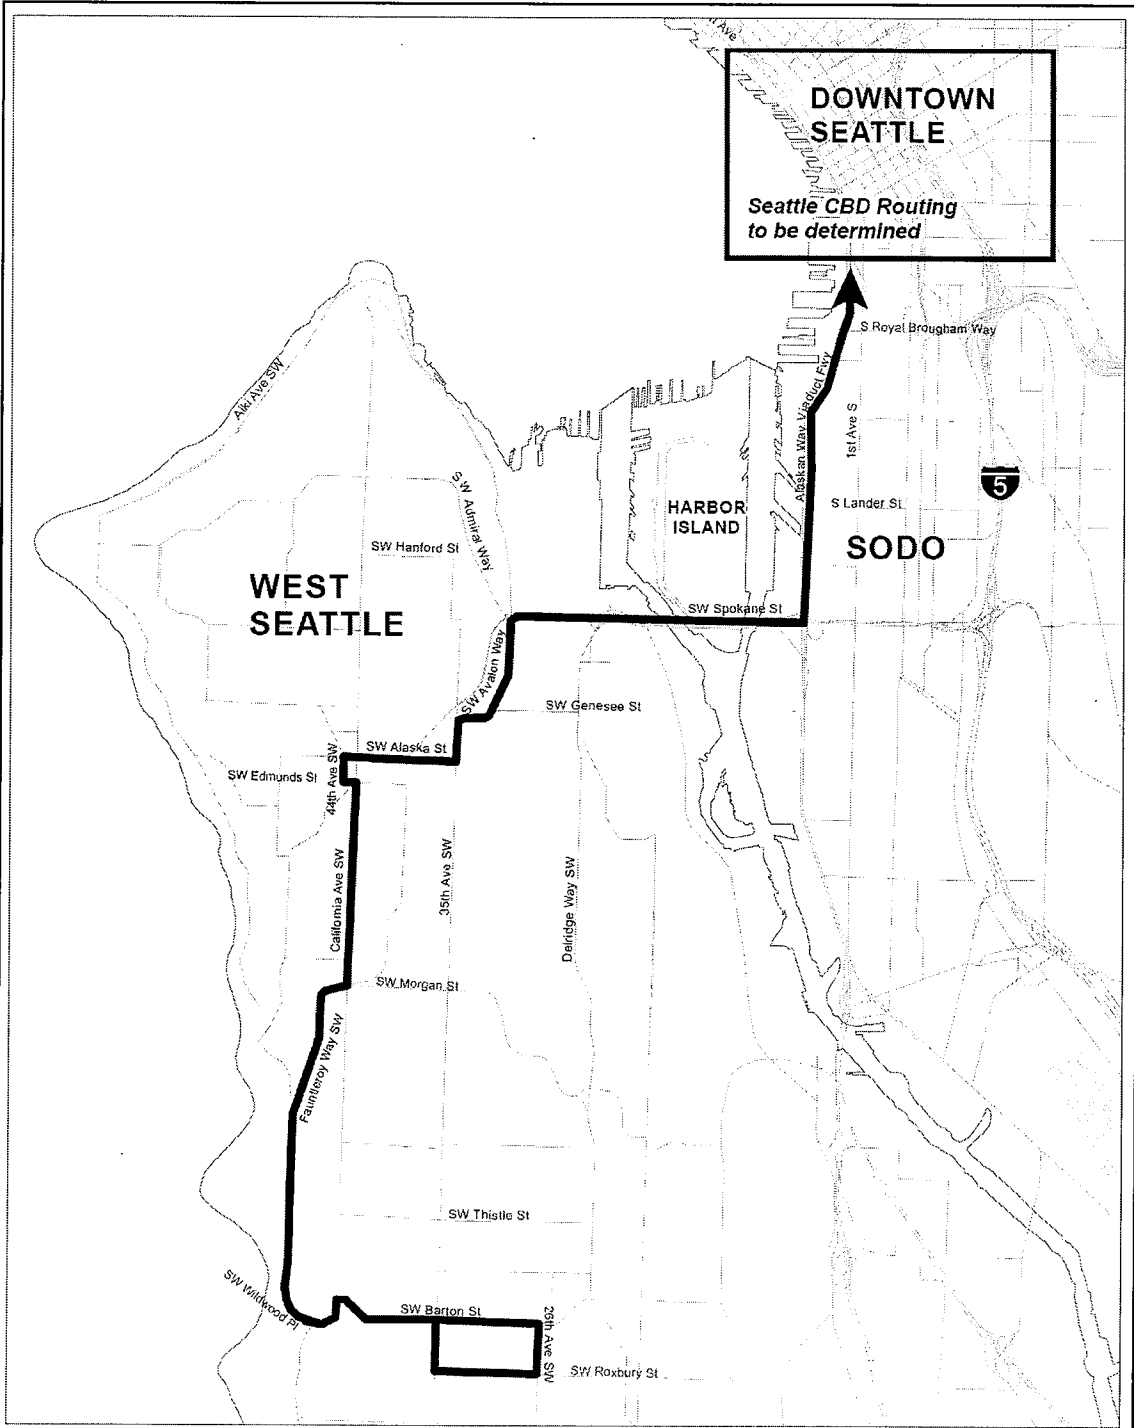 DOWNTOWN
SEATTLE
Seattle CBD Routing
to be determined
S Royal Brougham Way
Alki Ave SW
Alaskan Way Viaduct Fwy
1st Ave S
5
S Lander St
SODO
HARBOR
ISLAND
SW Admiral Way
SW Hanford St
WEST
SEATTLE
SW Spokane St
SW Avalon Way
SW Genesee St
SW Alaska St
44th Ave SW
SW Edmunds St
California Ave SW
35th Ave SW
Delridge Way SW
SW Morgan St
Fauntleroy Way SW
SW Thistle St
SW Wildwood Pl
SW Barton St
26th Ave SW
SW Roxbury St